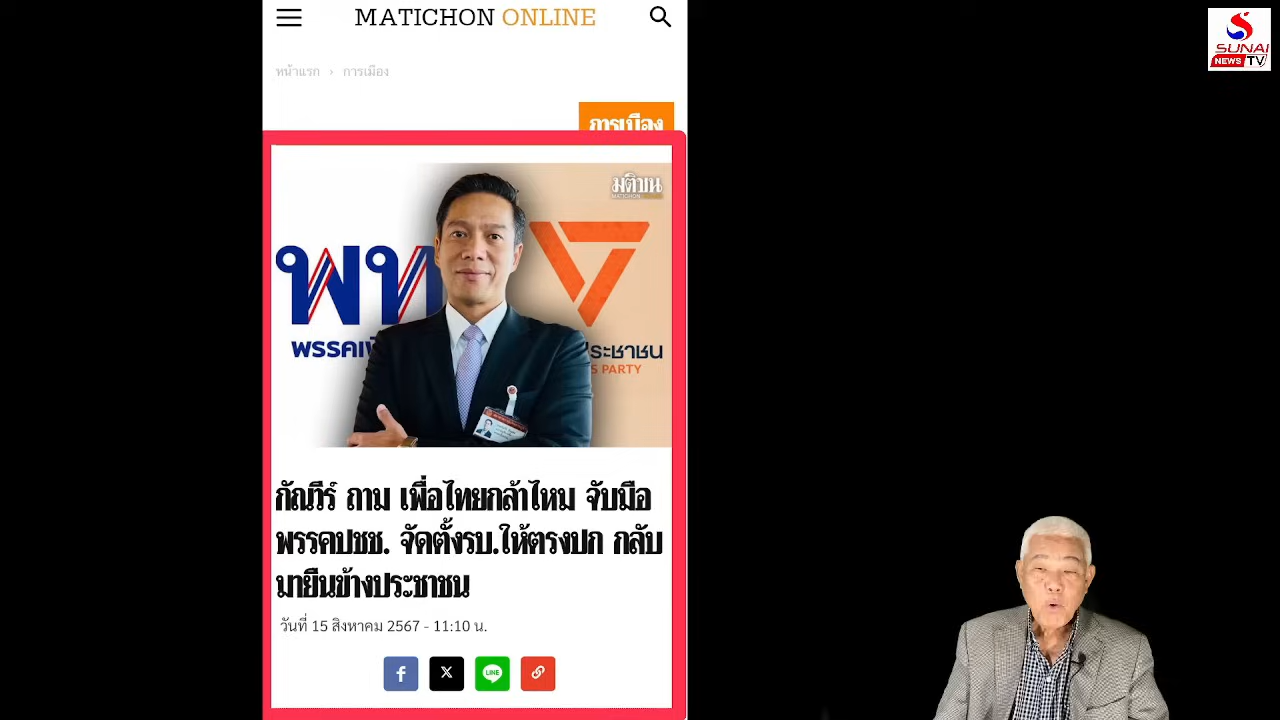 MATICHON ONLINE
SUNAI
NEWS TV
หน้าแรก › การเมือง
การเมือง
มติชน
MATICHON
พท
พรรคเ
ระชาชน
S PARTY
กัณวีร์ ถาม เพื่อไทยกล้าไหม จับมือ
พรรคปชช. จัดตั้งรบ.ให้ตรงปก กลับ
มายืนข้างประชาชน
วันที่ 15 สิงหาคม 2567 - 11:10 น.
LINE